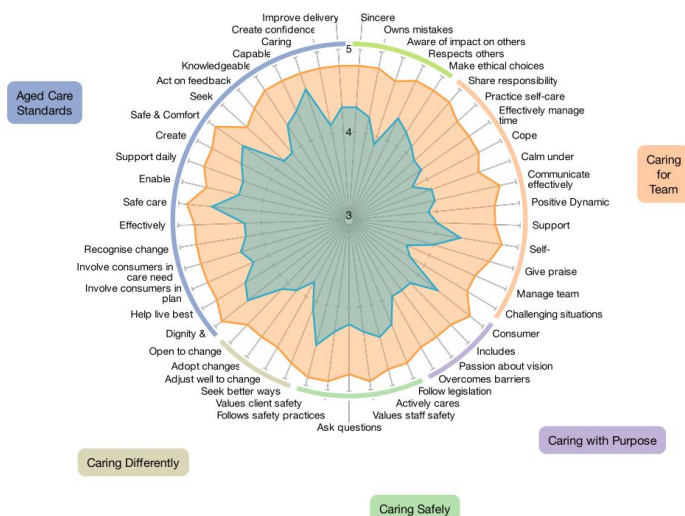 Improve delivery
Sincere
Create confidence
Owns mistakes
Caring
Aware of impact on others
Capable
Respects others
Knowledgeable
Make ethical choices
Act on feedback
Share responsibility
Seek
Practice self-care
Safe & Comfort
Effectively manage
time
Create
Cope
Support daily
Calm under
Enable
Communicate
effectively
Safe care
Positive Dynamic
Effectively
Support
Recognise change
Self-
Involve consumers in
care need
Give praise
Involve consumers in
plan
Manage team
Help live best
Challenging situations
Dignity &
Consumer
Open to change
Includes
Adopt changes
Passion about vision
Adjust well to change
Overcomes barriers
Seek better ways
Follow legislation
Values client safety
Actively cares
Follows safety practices
Values staff safety
Ask questions
5
4
3
Aged Care
Standards
Caring
for
Team
Caring with Purpose
Caring Differently
Caring Safely